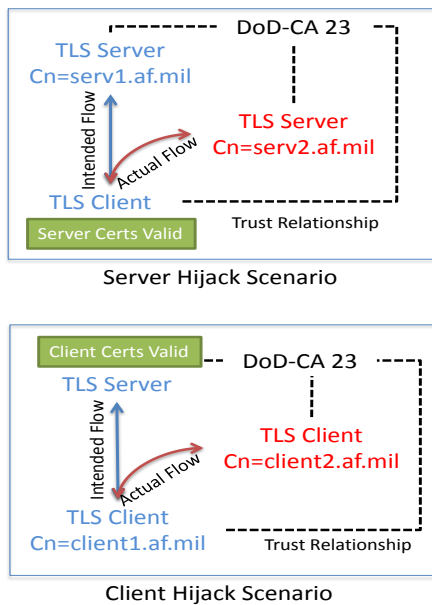 DoD-CA 23
TLS Server
Cn=serv1.af.mil
TLS Server
Cn=serv2.af.mil
Intended Flow
Actual Flow
TLS Client
Server Certs Valid
Trust Relationship
Server Hijack Scenario
Client Certs Valid
DoD-CA 23
TLS Server
TLS Client
Cn=client2.af.mil
Intended Flow
Actual Flow
TLS Client
Cn=client1.af.mil
Trust Relationship
Client Hijack Scenario